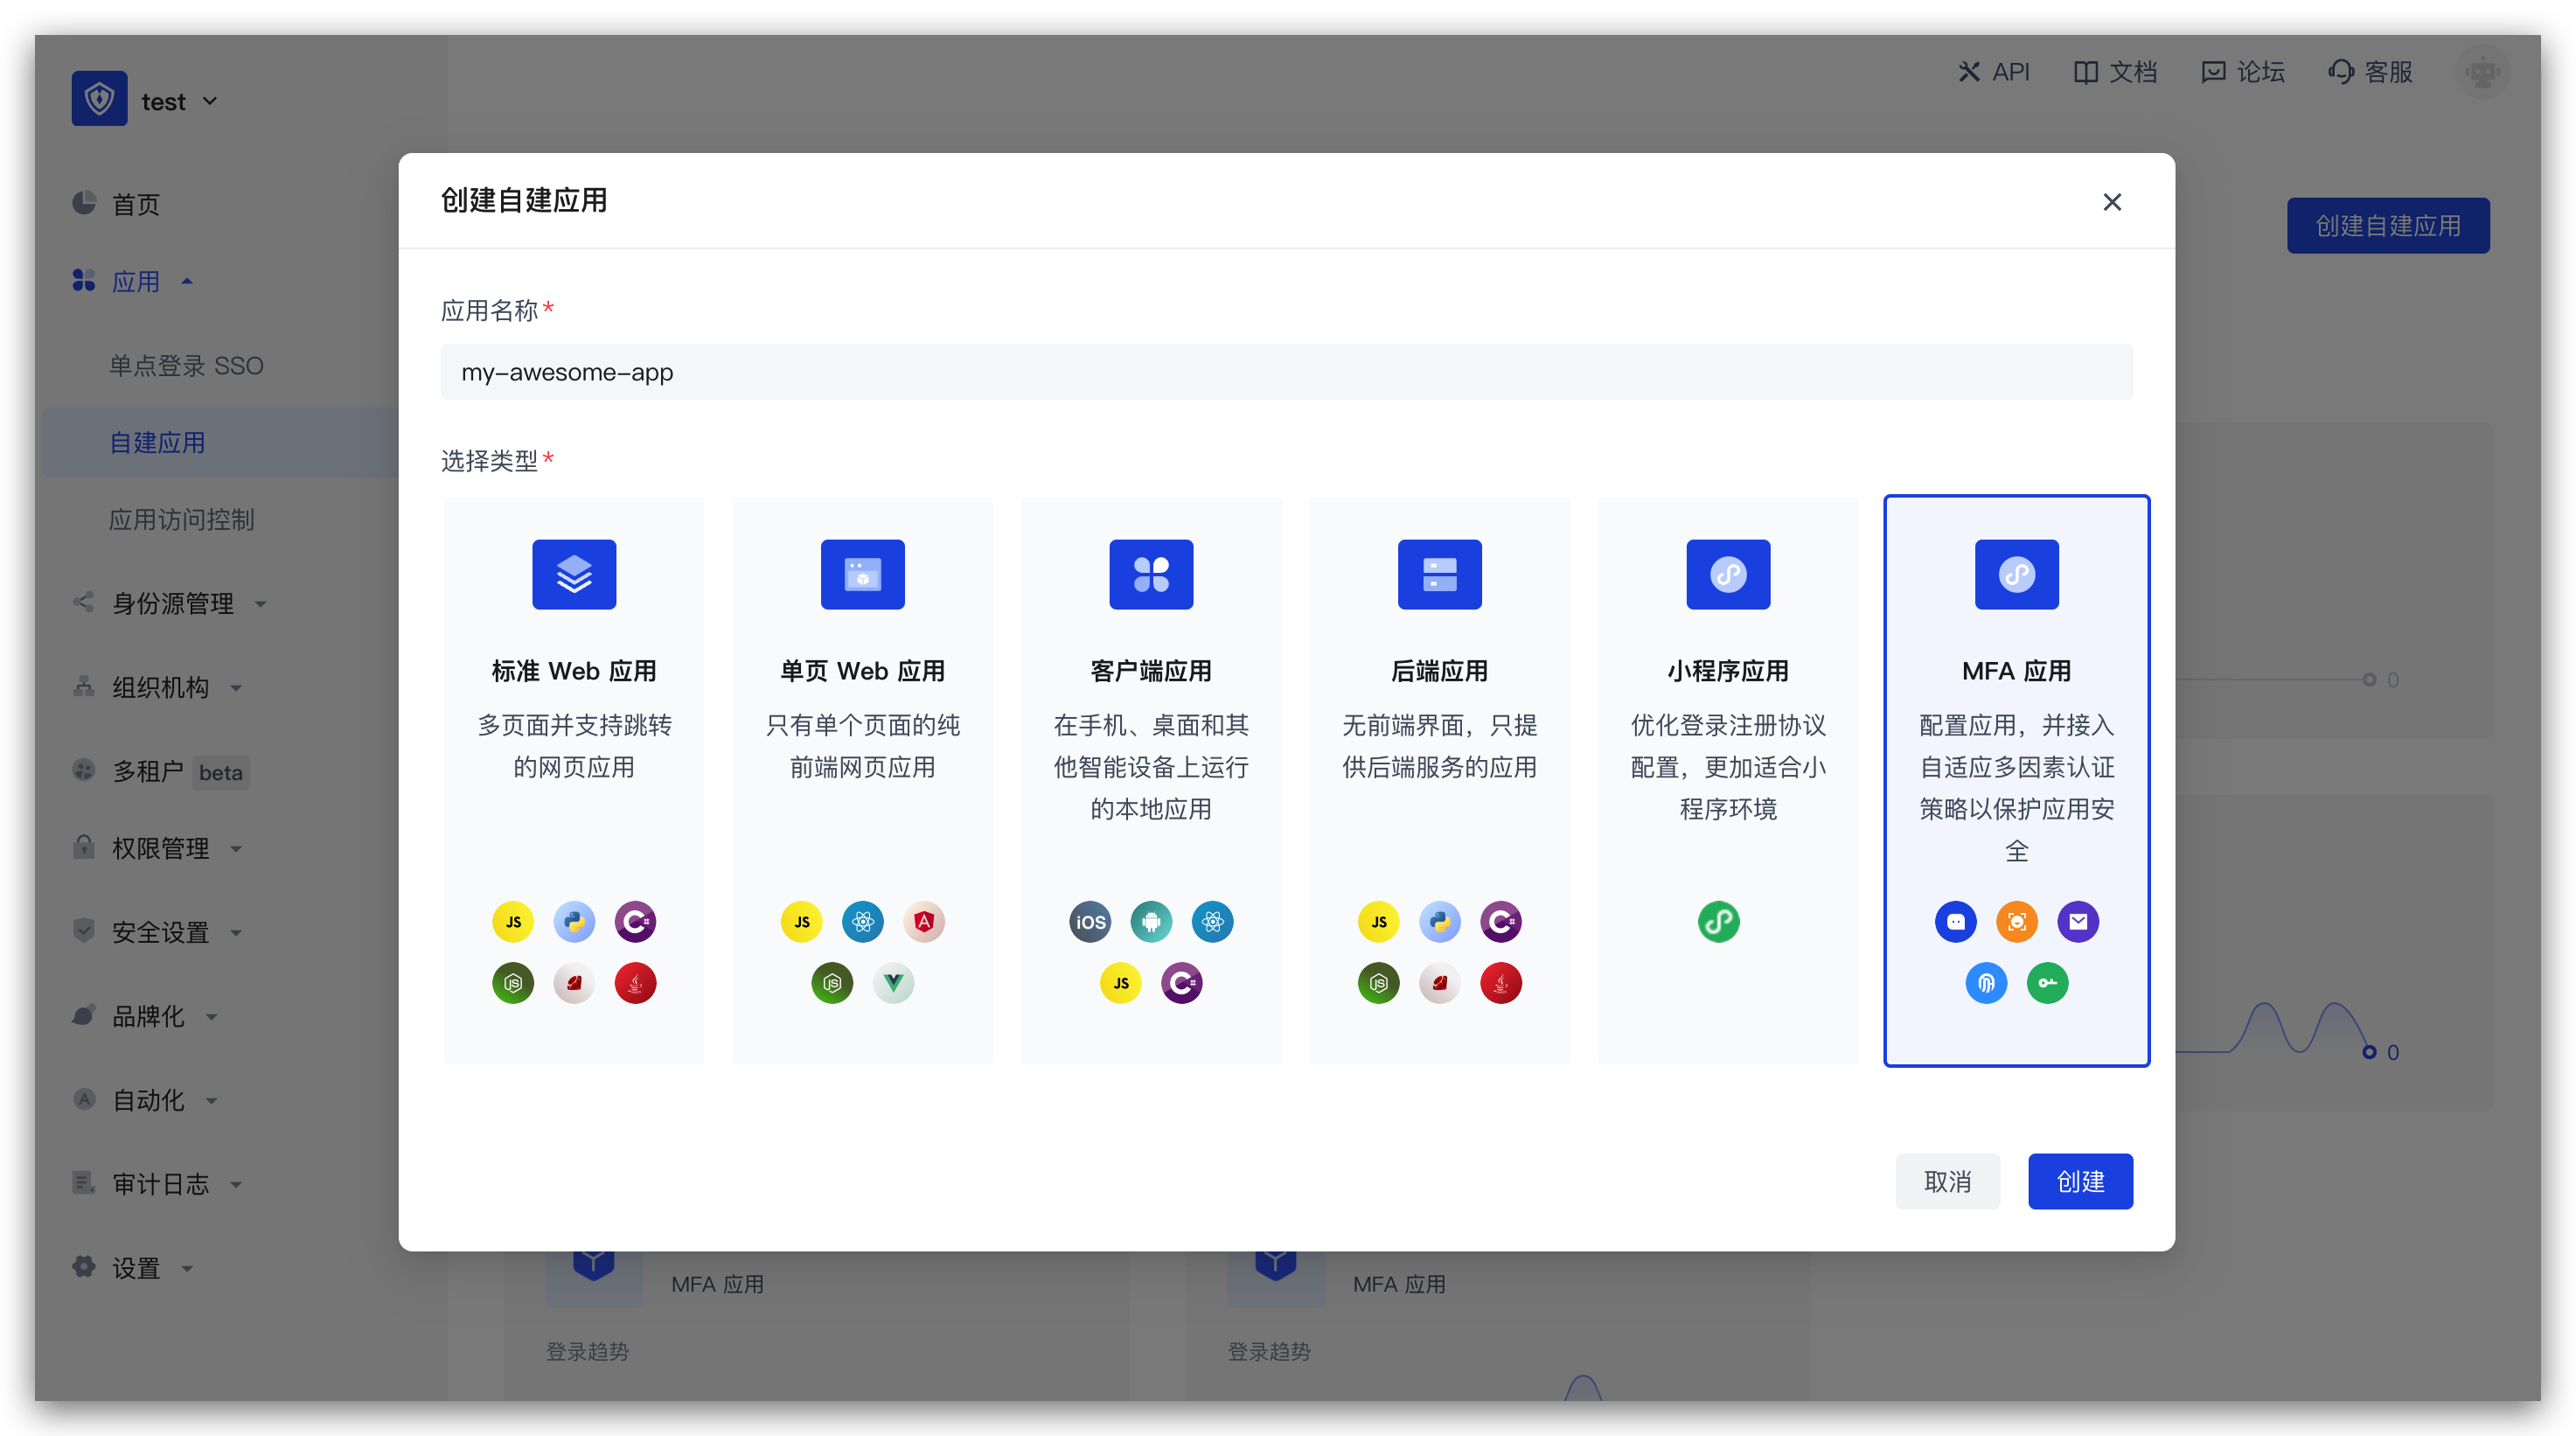 test
API
文档
论坛
客服
首页
应用
单点登录 SSO
自建应用
应用访问控制
身份源管理
组织机构
多租户 beta
权限管理
安全设置
品牌化
自动化
审计日志
设置
创建自建应用
创建自建应用
应用名称*
my-awesome-app
选择类型*
标准 Web 应用
多页面并支持跳转
的网页应用
JS
JS
单页 Web 应用
只有单个页面的纯
前端网页应用
JS
JS
客户端应用
在手机、桌面和其
他智能设备上运行
的本地应用
iOS
JS
后端应用
无前端界面，只提
供后端服务的应用
JS
JS
小程序应用
优化登录注册协议
配置，更加适合小
程序环境
MFA 应用
配置应用，并接入
自适应多因素认证
策略以保护应用安
全
取消
创建
0
0
MFA 应用
登录趋势
MFA 应用
登录趋势